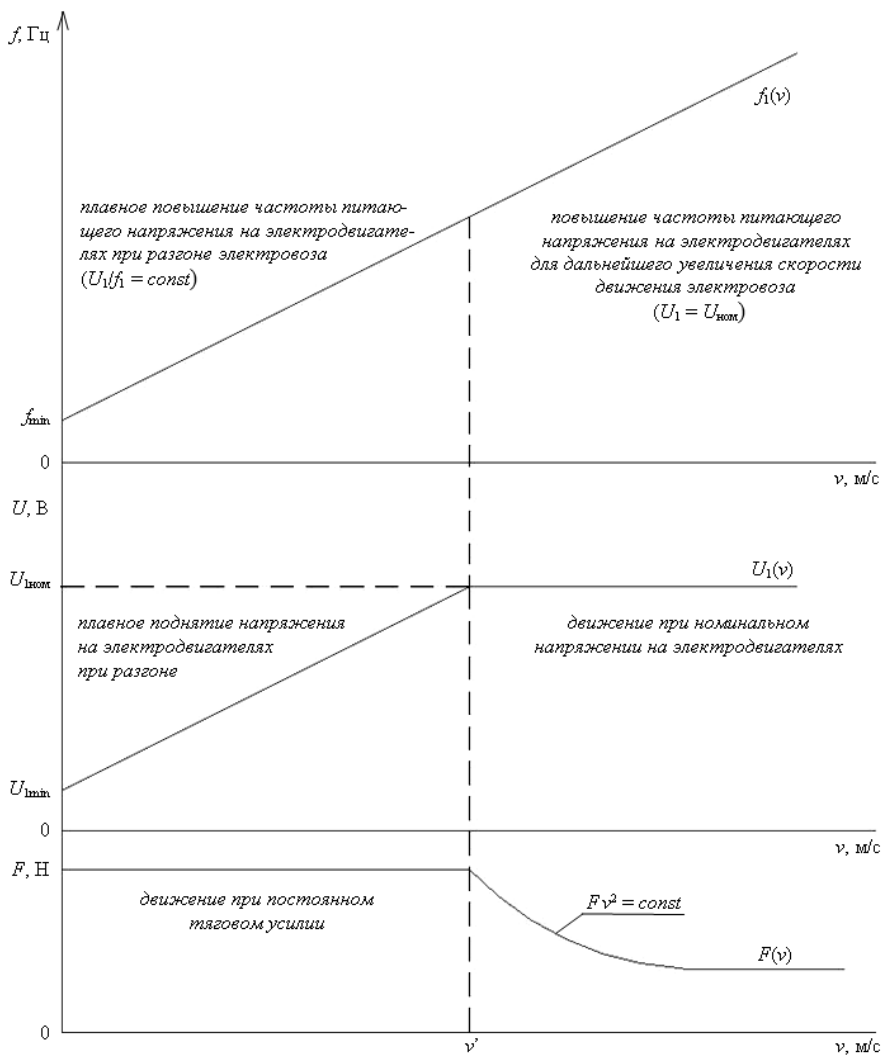 f, Гц
f₁(v)
плавное повышение частоты питаю-
щего напряжения на электродвигате-
лях при разгоне электровоза
(U₁/f₁ = const)
повышение частоты питающего
напряжения на электродвигателях
для дальнейшего увеличения скорости
движения электровоза
(U₁ = Uном)
fmin
0
v, м/с
U, В
U1ном
U₁(v)
плавное поднятие напряжения
на электродвигателях
при разгоне
движение при номинальном
напряжении на электродвигателях
U1min
0
v, м/с
F, Н
движение при постоянном
тяговом усилии
Fv² = const
F(v)
0
v'
v, м/с